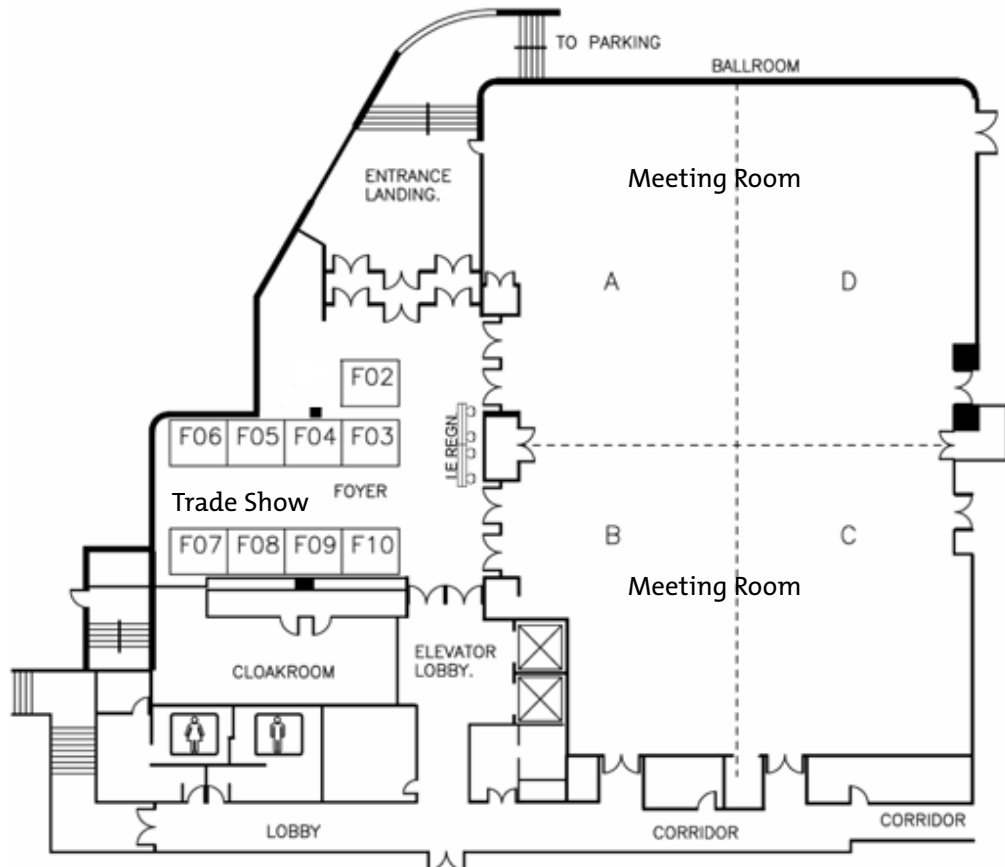 TO PARKING
BALLROOM
Meeting Room
ENTRANCE
LANDING.
A
D
F02
F06
F05
F04
F03
I.E REGN.
FOYER
Trade Show
B
C
F07
F08
F09
F10
Meeting Room
ELEVATOR
LOBBY.
CLOAKROOM
LOBBY
CORRIDOR
CORRIDOR